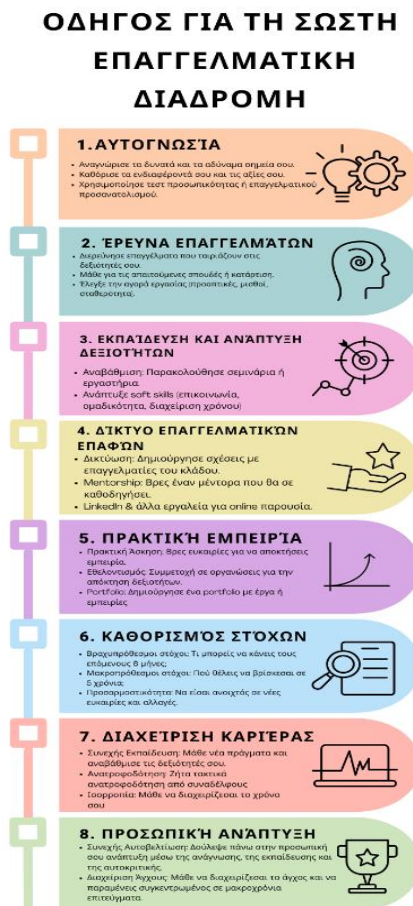 ΟΔΗΓΟΣ ΓΙΑ ΤΗ ΣΩΣΤΗ
ΕΠΑΓΓΕΛΜΑΤΙΚΗ
ΔΙΑΔΡΟΜΗ
1. ΑΥΤΟΓΝΩΣΊΑ
• Αναγνώρισε τα δυνατά και τα αδύναμα σημεία σου.
• Καθόρισε τα ενδιαφέροντά σου και τις αξίες σου.
• Χρησιμοποίησε τεστ προσωπικότητας ή επαγγελματικού
προσανατολισμού.
2. ΈΡΕΥΝΑ ΕΠΑΓΓΕΛΜΆΤΩΝ
• Διερεύνησε επαγγέλματα που ταιριάζουν στις
δεξιότητές σου.
• Μάθε για τις απαιτούμενες σπουδές ή κατάρτιση.
• Έλεγξε την αγορά εργασίας (προοπτικές, μισθοί,
σταθερότητα).
3. ΕΚΠΑΊΔΕΥΣΗ ΚΑΙ ΑΝΆΠΤΥΞΗ
ΔΕΞΙΟΤΉΤΩΝ
• Αναβάθμιση: Παρακολούθησε σεμινάρια ή
εργαστήρια.
• Ανάπτυξε soft skills (επικοινωνία,
ομαδικότητα, διαχείριση χρόνου)
4. ΔΊΚΤΥΟ ΕΠΑΓΓΕΛΜΑΤΙΚΏΝ
ΕΠΑΦΏΝ
• Δικτύωση: Δημιούργησε σχέσεις με
επαγγελματίες του κλάδου.
• Mentorship: Βρες έναν μέντορα που θα σε
καθοδηγήσει.
• LinkedIn & άλλα εργαλεία για online παρουσία.
5. ΠΡΑΚΤΙΚΉ ΕΜΠΕΙΡΊΑ
• Πρακτική Άσκηση: Βρες ευκαιρίες για να αποκτήσεις
εμπειρία.
• Εθελοντισμός: Συμμετοχή σε οργανώσεις για την
απόκτηση δεξιοτήτων.
• Portfolio: Δημιούργησε ένα portfolio με έργα ή
εμπειρίες
6. ΚΑΘΟΡΙΣΜΌΣ ΣΤΌΧΩΝ
• Βραχυπρόθεσμοι στόχοι: Τι μπορείς να κάνεις τους
επόμενους 6 μήνες;
• Μακροπρόθεσμοι στόχοι: Πού θέλεις να βρίσκεσαι σε
5 χρόνια;
• Προσαρμοστικότητα: Να είσαι ανοιχτός σε νέες
ευκαιρίες και αλλαγές.
7. ΔΙΑΧΕΊΡΙΣΗ ΚΑΡΙΈΡΑΣ
• Συνεχής Εκπαίδευση: Μάθε νέα πράγματα και
αναβάθμισε τις δεξιότητές σου.
• Ανατροφοδότηση: Ζήτα τακτικά
ανατροφοδότηση από συναδέλφους
• Ισορροπία: Μάθε να διαχειρίζεσαι το χρόνο
σου
8. ΠΡΟΣΩΠΙΚΉ ΑΝΆΠΤΥΞΗ
• Συνεχής Αυτοβελτίωση: Δούλεψε πάνω στην προσωπική
σου ανάπτυξη μέσω της ανάγνωσης, της εκπαίδευσης και
της αυτοκριτικής.
• Διαχείριση Άγχους: Μάθε να διαχειρίζεσαι το άγχος και να
παραμένεις συγκεντρωμένος σε μακροχρόνια
επιτεύγματα.